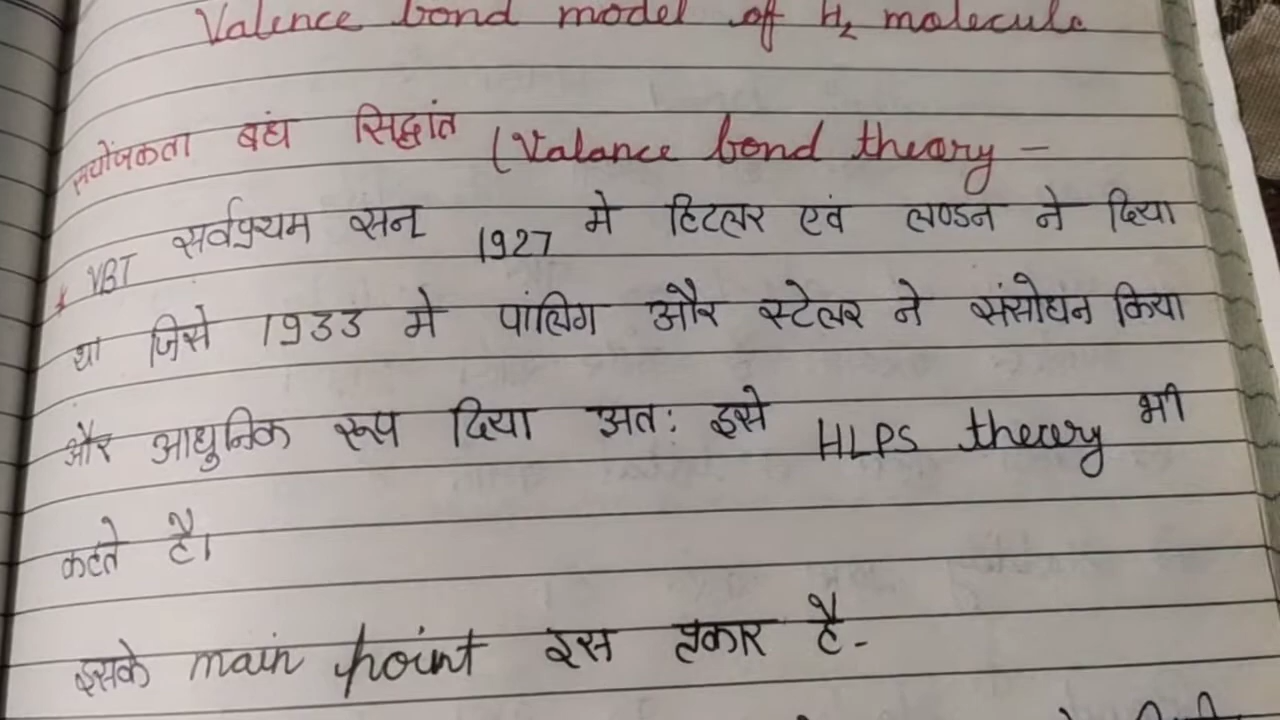 Valence bond model of H₂ molecule
संयोजकता बंध सिद्धांत (Valance bond theory –
* VBT सर्वप्रथम सन् 1927 मे हिटलर एवं लण्डन ने दिया
था जिसे 1933 मे पांलिग और स्टेलर ने संसोधन किया
और आधुनिक रूप दिया अत: इसे HLPS theory भी
कहते है।
इसके main point इस प्रकार है-